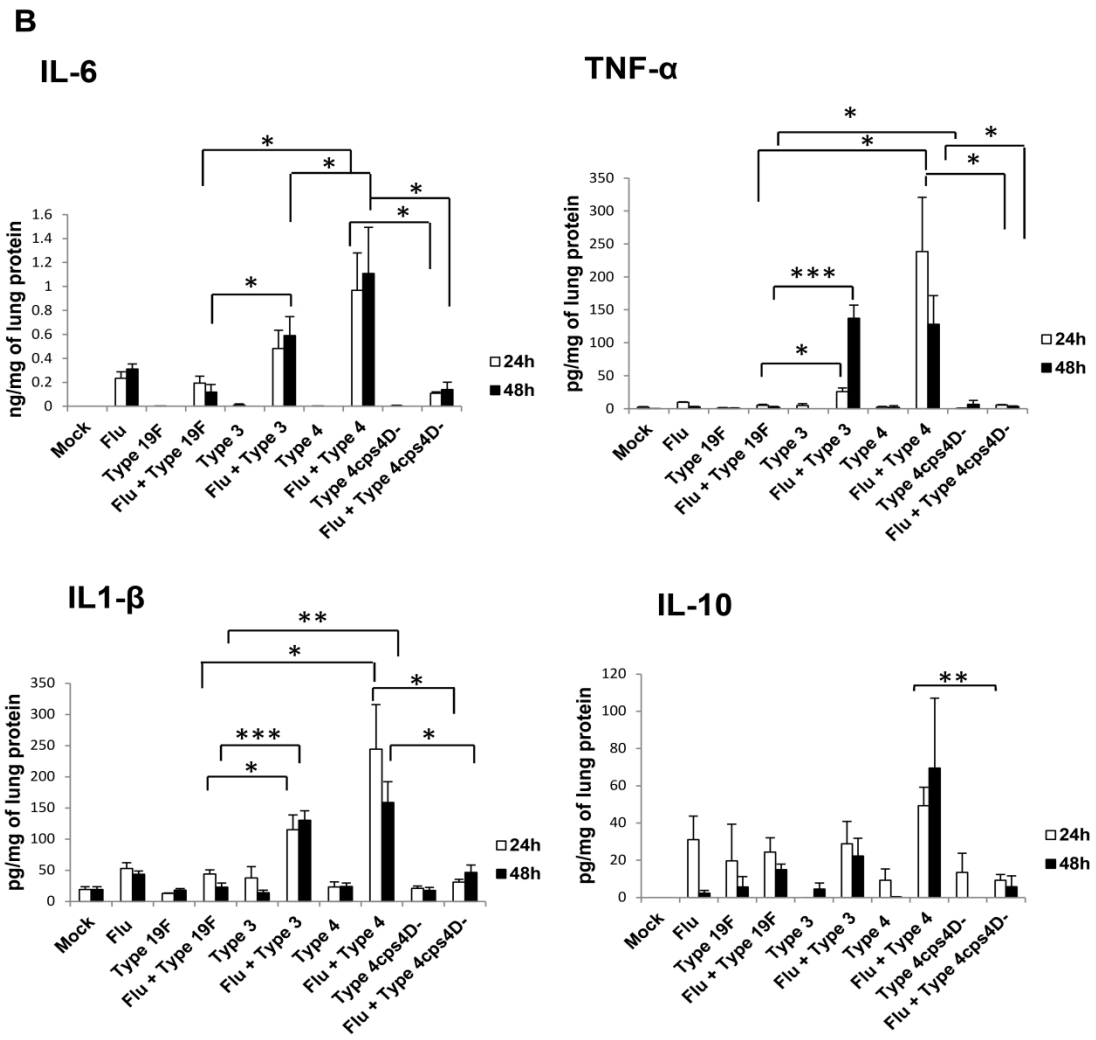 B
IL-6
*
*
*
*
*
1.6
1.4
1.2
1
0.8
0.6
0.4
0.2
0
ng/mg of lung protein
24h
48h
Mock
Flu
Type 19F
Flu + Type 19F
Type 3
Flu + Type 3
Type 4
Flu + Type 4
Type 4cps4D-
Flu + Type 4cps4D-
TNF-α
*
*
*
*
***
*
350
300
250
200
150
100
50
0
pg/mg of lung protein
24h
48h
Mock
Flu
Type 19F
Flu + Type 19F
Type 3
Flu + Type 3
Type 4
Flu + Type 4
Type 4cps4D-
Flu + Type 4cps4D-
IL1-β
**
*
*
***
*
*
350
300
250
200
150
100
50
0
pg/mg of lung protein
24h
48h
Mock
Flu
Type 19F
Flu + Type 19F
Type 3
Flu + Type 3
Type 4
Flu + Type 4
Type 4cps4D-
Flu + Type 4cps4D-
IL-10
**
120
100
80
60
40
20
0
pg/mg of lung protein
24h
48h
Mock
Flu
Type 19F
Flu + Type 19F
Type 3
Flu + Type 3
Type 4
Flu + Type 4
Type 4cps4D-
Flu + Type 4cps4D-